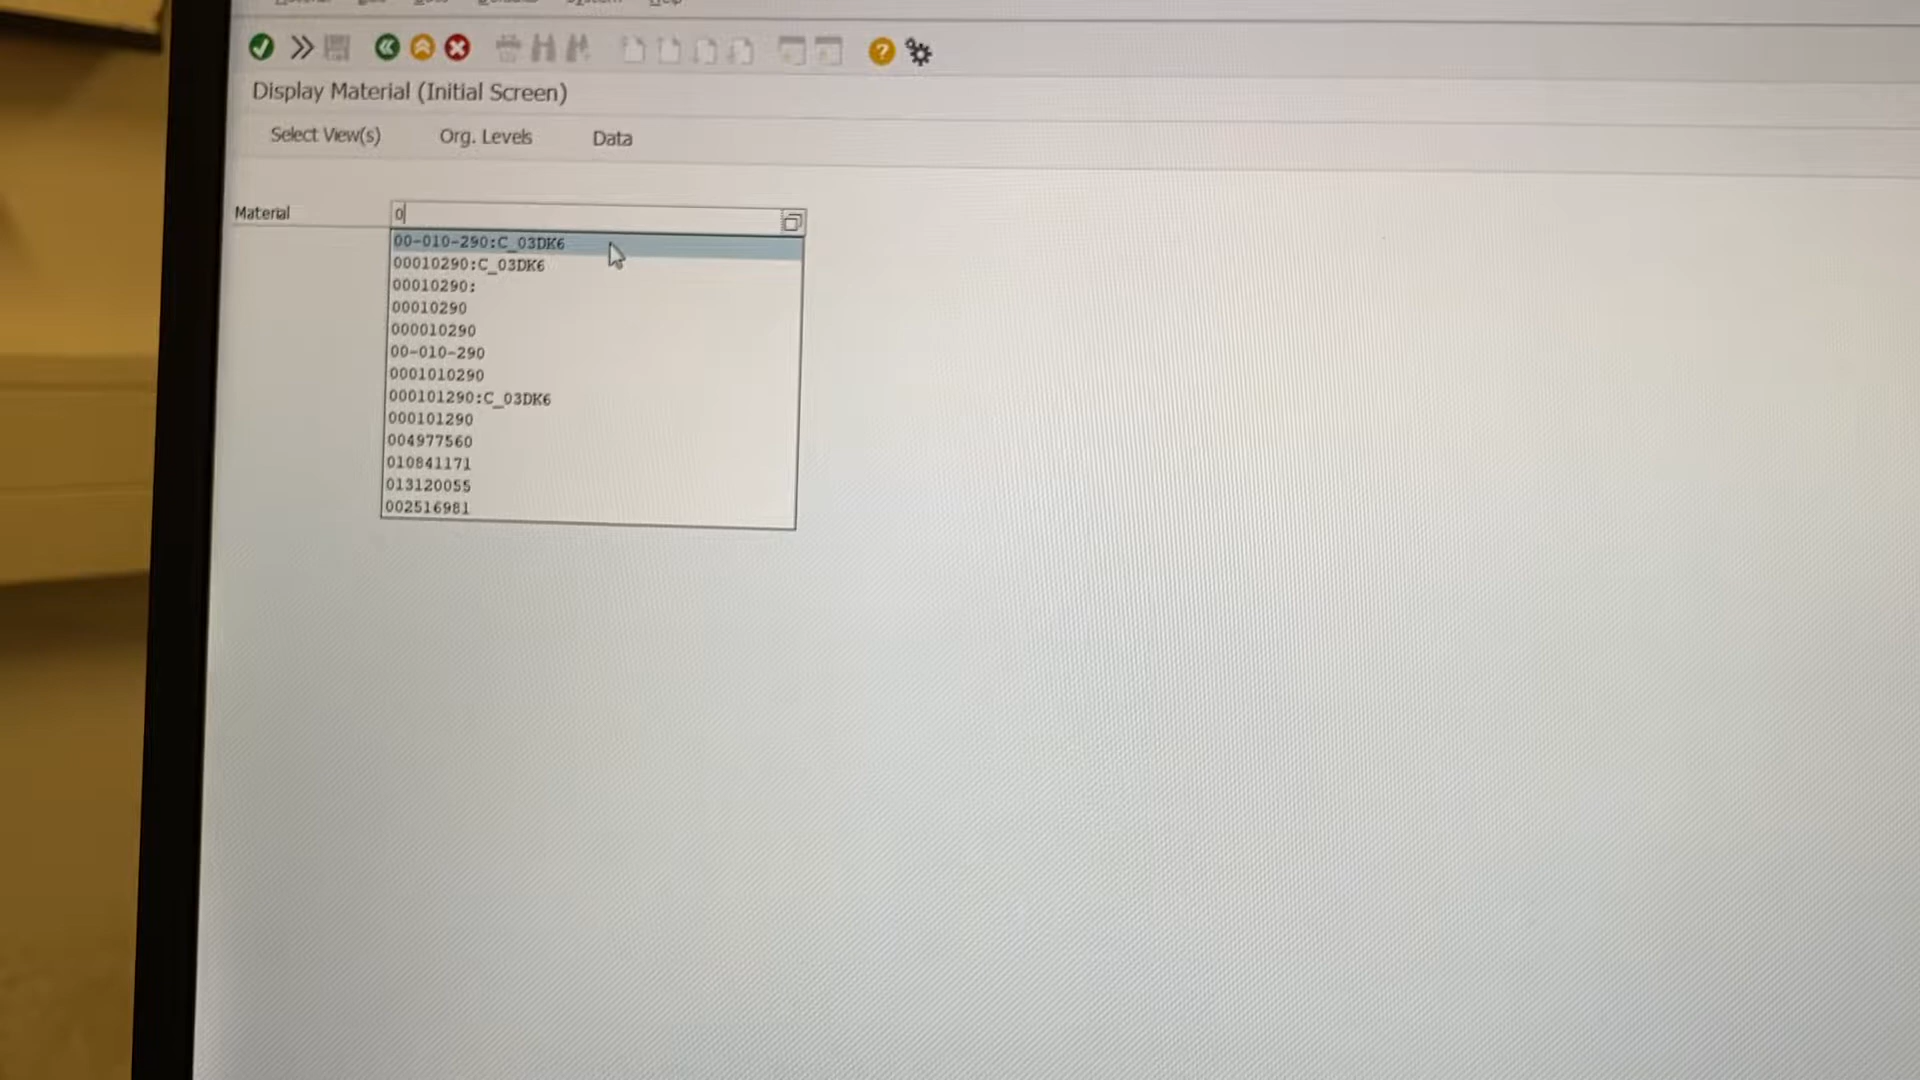 Display Material (Initial Screen)
Select View(s) Org. Levels Data
Material 0
00-010-290:C_03DK6
00010290:C_03DK6
00010290:
00010290
000010290
00-010-290
0001010290
000101290:C_03DK6
000101290
004977560
010841171
013120055
002516981